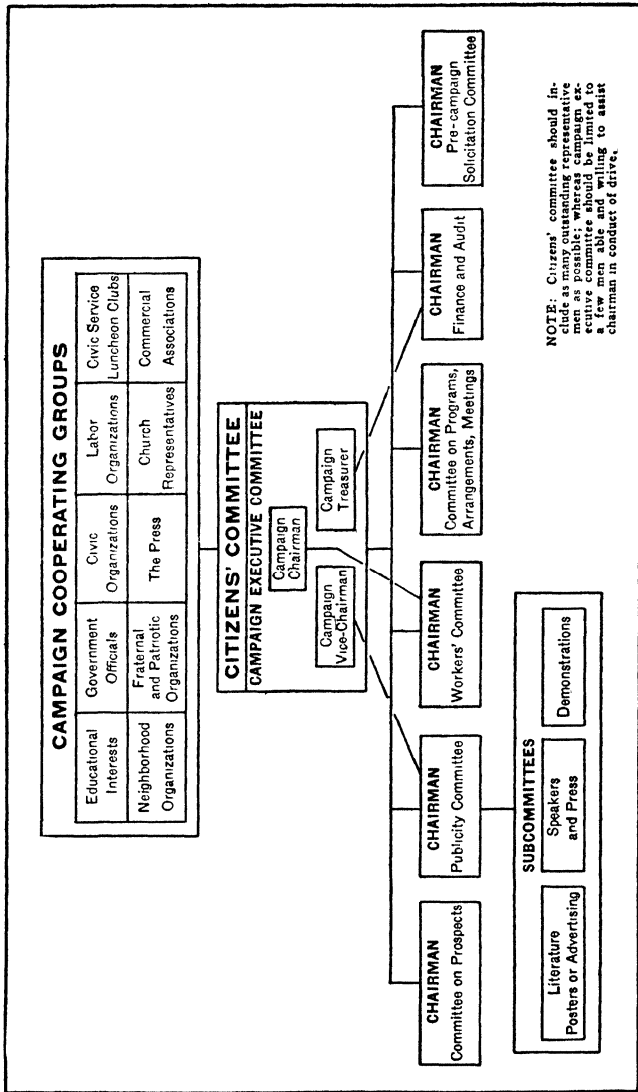 CAMPAIGN COOPERATING GROUPS
Educational
Interests
Government
Officials
Civic
Organizations
Labor
Organizations
Civic Service
Luncheon Clubs
Neighborhood
Organizations
Fraternal
and Patriotic
Organizations
The Press
Church
Representatives
Commercial
Associations
CITIZENS' COMMITTEE
CAMPAIGN EXECUTIVE COMMITTEE
Campaign
Chairman
Campaign
Vice-Chairman
Campaign
Treasurer
CHAIRMAN
Committee on Prospects
CHAIRMAN
Publicity Committee
CHAIRMAN
Workers' Committee
CHAIRMAN
Committee on Programs,
Arrangements, Meetings
CHAIRMAN
Finance and Audit
CHAIRMAN
Pre-campaign
Solicitation Committee
SUBCOMMITTEES
Literature
Posters or Advertising
Speakers
and Press
Demonstrations
NOTE: Citizens' committee should in-
clude as many outstanding representative
men as possible; whereas campaign ex-
ecutive committee should be limited to
a few men able and willing to assist
chairman in conduct of drive.